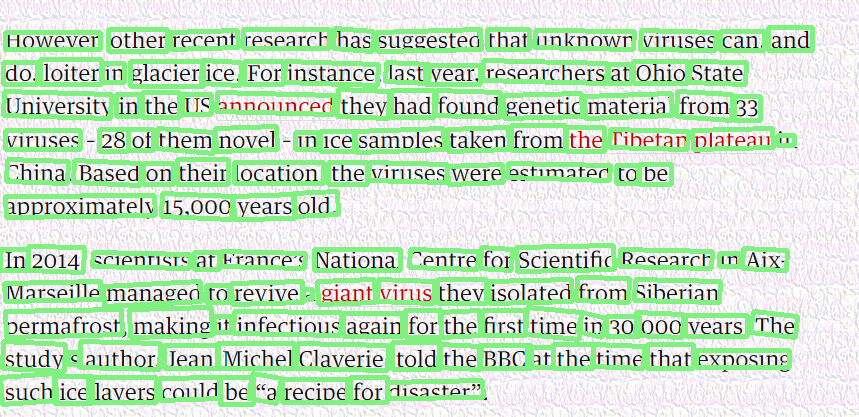 However, other recent research has suggested that unknown viruses can, and
do, loiter in glacier ice. For instance, last year, researchers at Ohio State
University in the US announced they had found genetic material from 33
viruses – 28 of them novel – in ice samples taken from the Tibetan plateau in
China. Based on their location, the viruses were estimated to be
approximately 15,000 years old.
In 2014, scientists at France's National Centre for Scientific Research in Aix-
Marseille managed to revive a giant virus they isolated from Siberian
permafrost, making it infectious again for the first time in 30,000 years. The
study's author, Jean-Michel Claverie, told the BBC at the time that exposing
such ice layers could be “a recipe for disaster”.